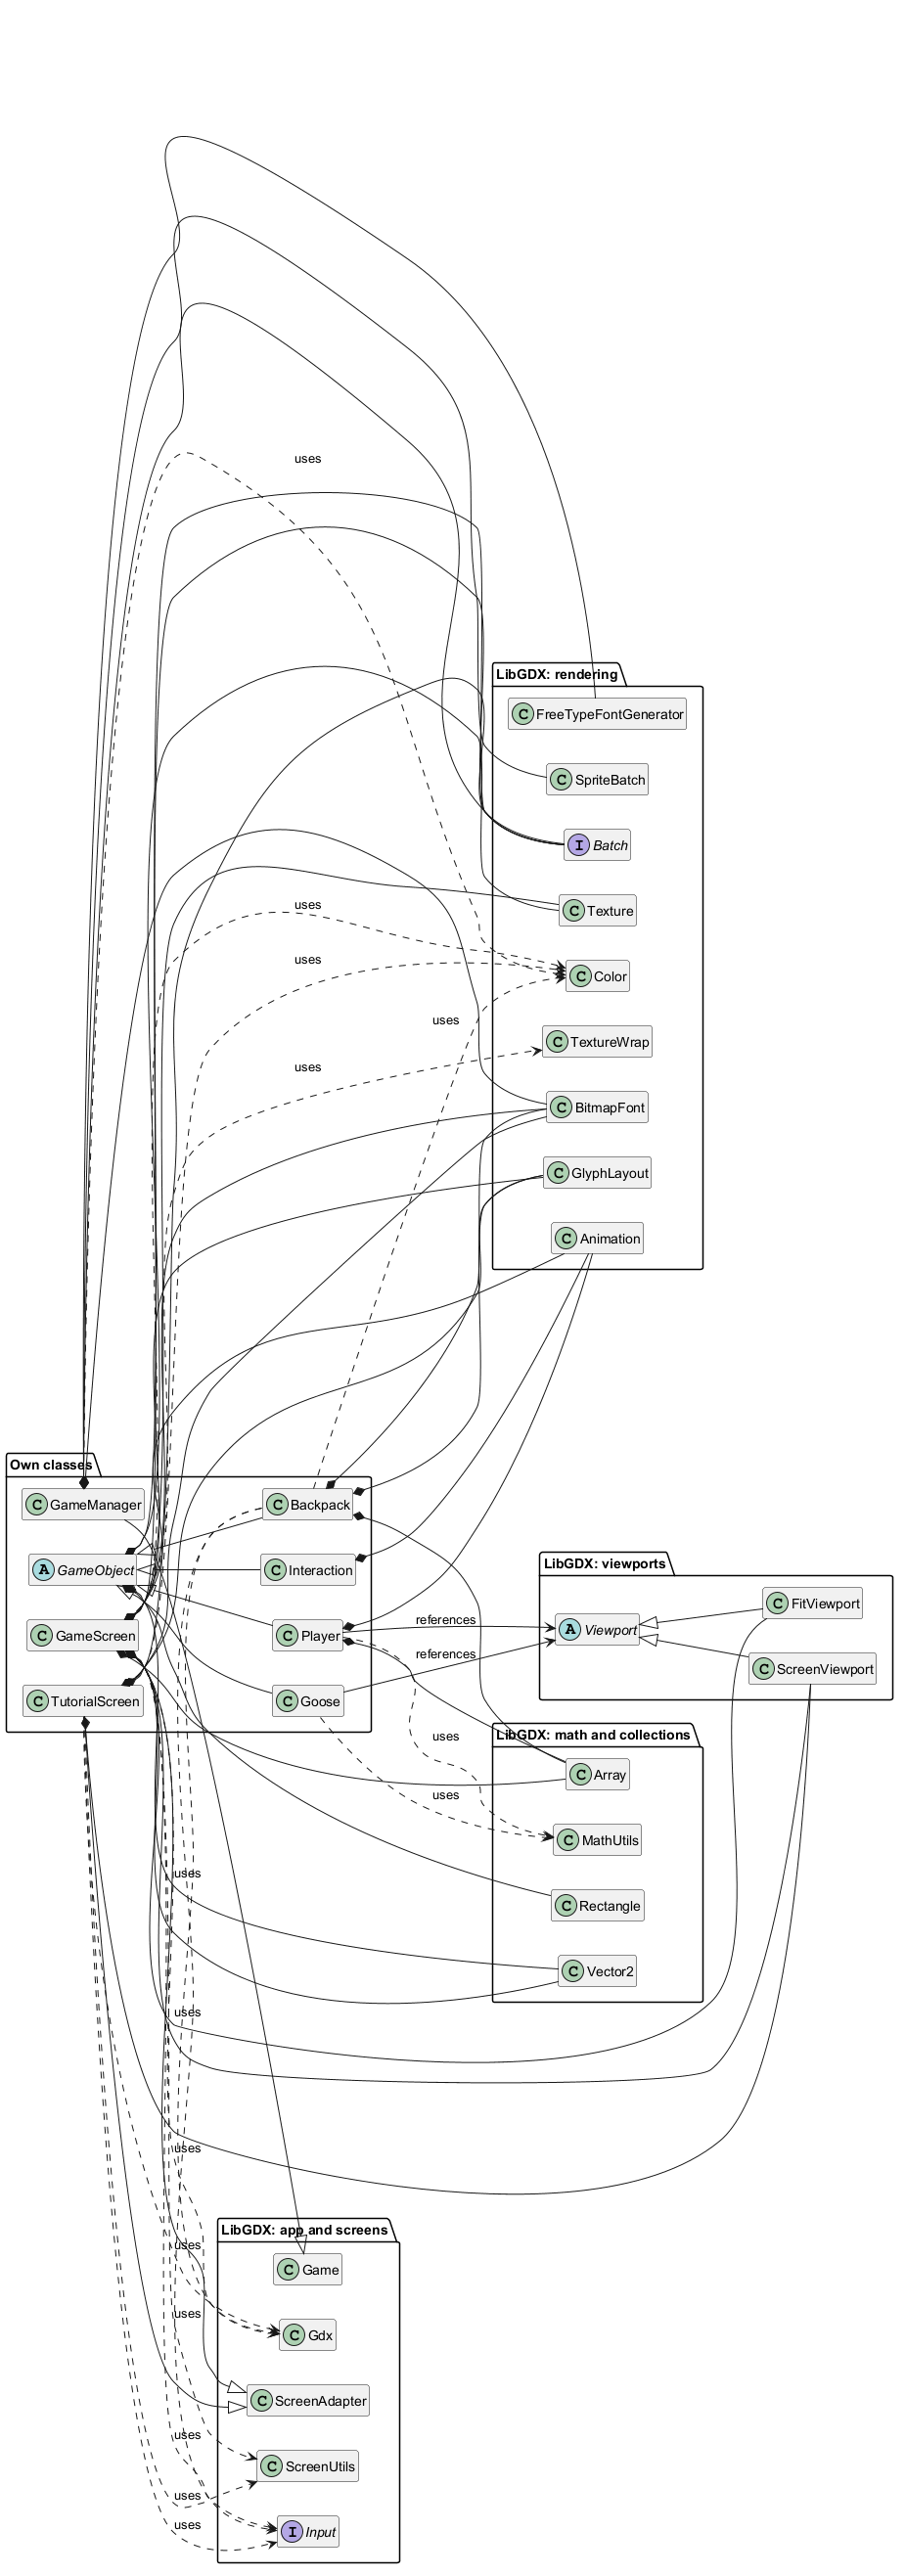 uses
LibGDX: rendering
C FreeTypeFontGenerator
C SpriteBatch
I Batch
C Texture
uses
uses
C Color
uses
C TextureWrap
uses
C BitmapFont
C GlyphLayout
C Animation
Own classes
C GameManager
C Backpack
A GameObject
C Interaction
C GameScreen
C Player
C TutorialScreen
C Goose
references
references
LibGDX: viewports
A Viewport
C FitViewport
C ScreenViewport
LibGDX: math and collections
uses
C Array
uses
C MathUtils
uses
C Rectangle
C Vector2
uses
uses
LibGDX: app and screens
uses
C Game
uses
C Gdx
C ScreenAdapter
uses
C ScreenUtils
uses
I Input
uses